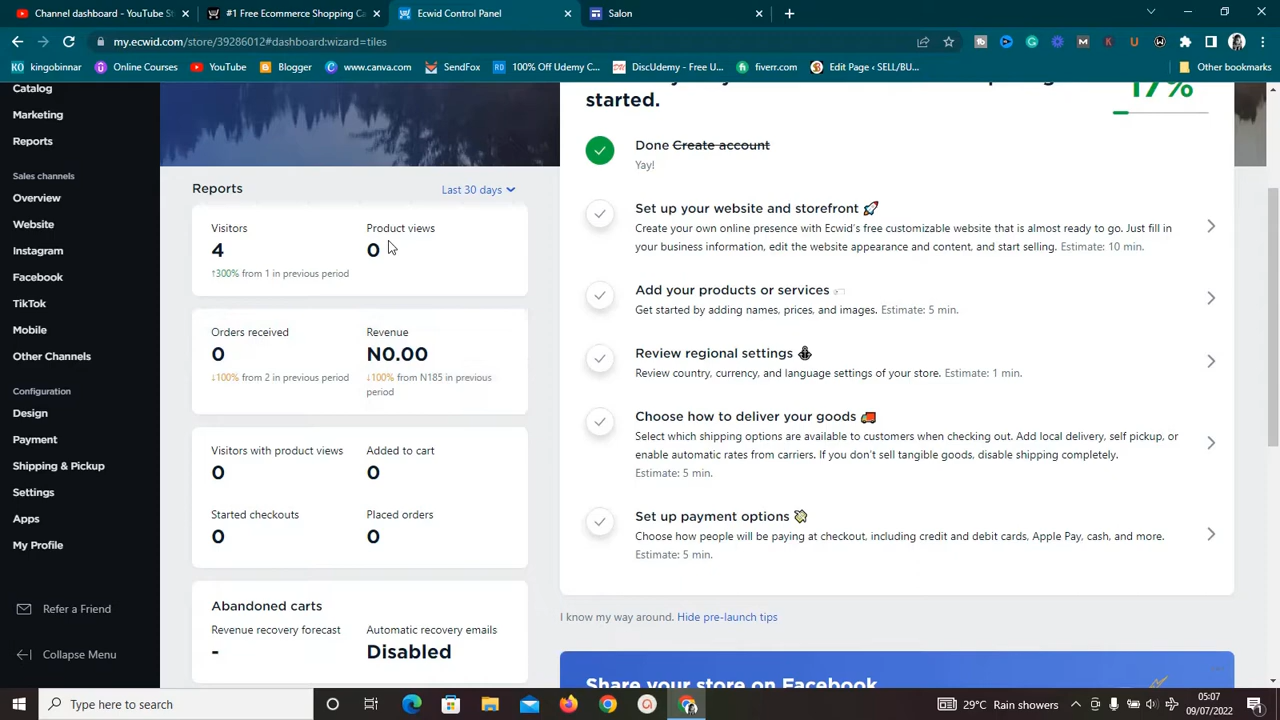 Channel dashboard - YouTube St
#1 Free Ecommerce Shopping Ca
Ecwid Control Panel
Salon
my.ecwid.com/store/39286012#dashboard:wizard=tiles
kingobinnar
Online Courses
YouTube
Blogger
www.canva.com
SendFox
100% Off Udemy C...
DiscUdemy - Free U...
fiverr.com
Edit Page ‹ SELL/BU...
Other bookmarks
Catalog
Marketing
Reports
Sales channels
Overview
Website
Instagram
Facebook
TikTok
Mobile
Other Channels
Configuration
Design
Payment
Shipping & Pickup
Settings
Apps
My Profile
Refer a Friend
Collapse Menu
Reports
Last 30 days
Visitors
Product views
4
0
↑300% from 1 in previous period
Orders received
Revenue
0
N0.00
↓100% from 2 in previous period
↓100% from N185 in previous
period
Visitors with product views
Added to cart
0
0
Started checkouts
Placed orders
0
0
Abandoned carts
Revenue recovery forecast
Automatic recovery emails
-
Disabled
started.
17%
Done Create account
Yay!
Set up your website and storefront
Create your own online presence with Ecwid's free customizable website that is almost ready to go. Just fill in
your business information, edit the website appearance and content, and start selling. Estimate: 10 min.
Add your products or services
Get started by adding names, prices, and images. Estimate: 5 min.
Review regional settings
Review country, currency, and language settings of your store. Estimate: 1 min.
Choose how to deliver your goods
Select which shipping options are available to customers when checking out. Add local delivery, self pickup, or
enable automatic rates from carriers. If you don't sell tangible goods, disable shipping completely.
Estimate: 5 min.
Set up payment options
Choose how people will be paying at checkout, including credit and debit cards, Apple Pay, cash, and more.
Estimate: 5 min.
I know my way around. Hide pre-launch tips
Share your store on Facebook
Type here to search
29°C Rain showers
05:07
09/07/2022